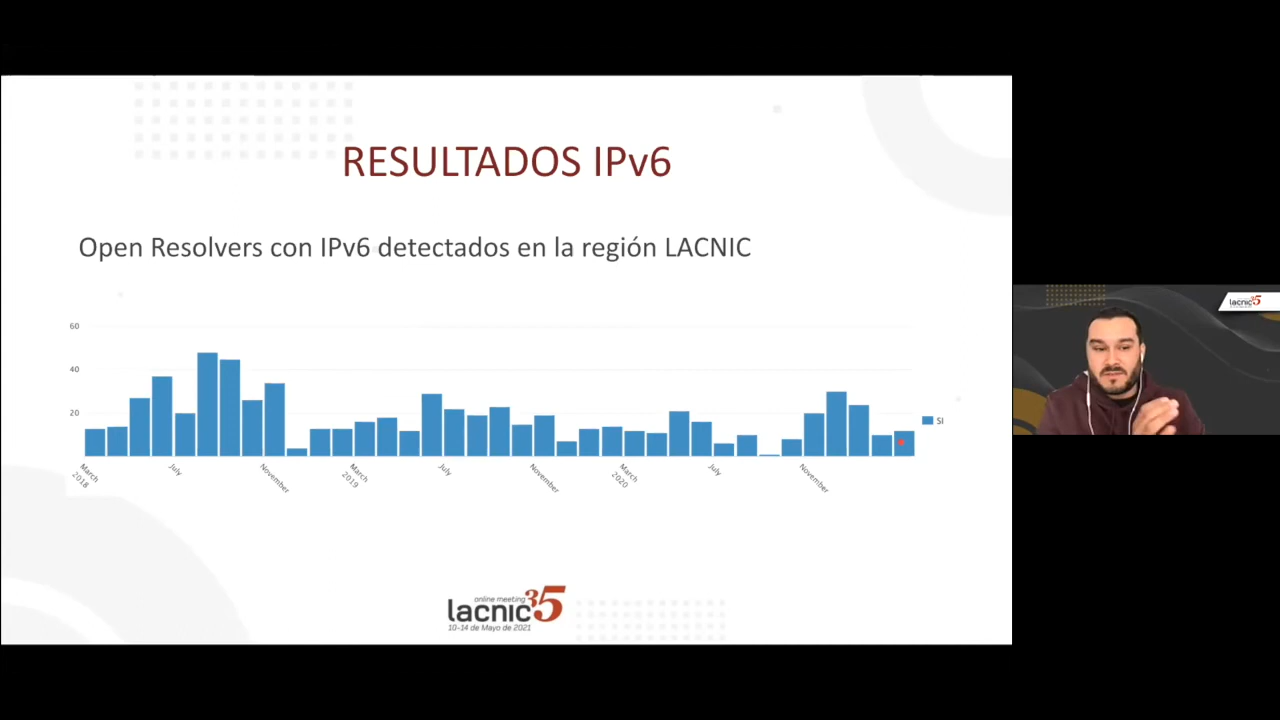 RESULTADOS IPv6
Open Resolvers con IPv6 detectados en la región LACNIC
60
40
20
SI
March
2018
July
November
March
2019
July
November
March
2020
July
November
online meeting
lacnic35
10-14 de Mayo de 2021
lacnic35